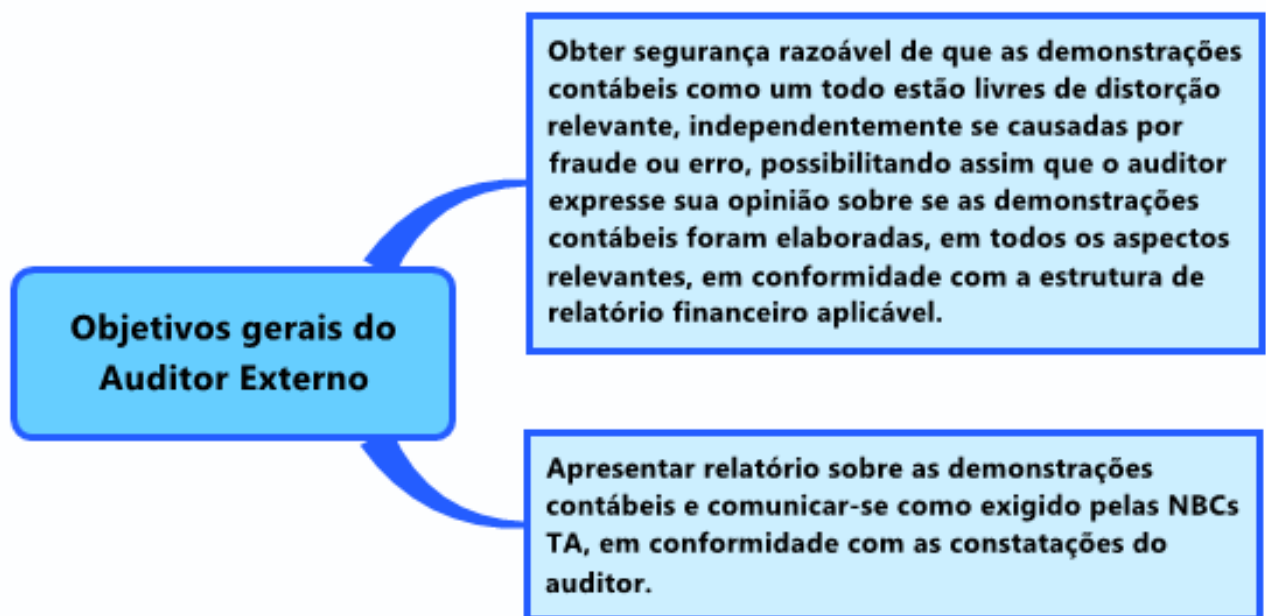 Objetivos gerais do
Auditor Externo
Obter segurança razoável de que as demonstrações
contábeis como um todo estão livres de distorção
relevante, independentemente se causadas por
fraude ou erro, possibilitando assim que o auditor
expresse sua opinião sobre se as demonstrações
contábeis foram elaboradas, em todos os aspectos
relevantes, em conformidade com a estrutura de
relatório financeiro aplicável.
Apresentar relatório sobre as demonstrações
contábeis e comunicar-se como exigido pelas NBCs
TA, em conformidade com as constatações do
auditor.